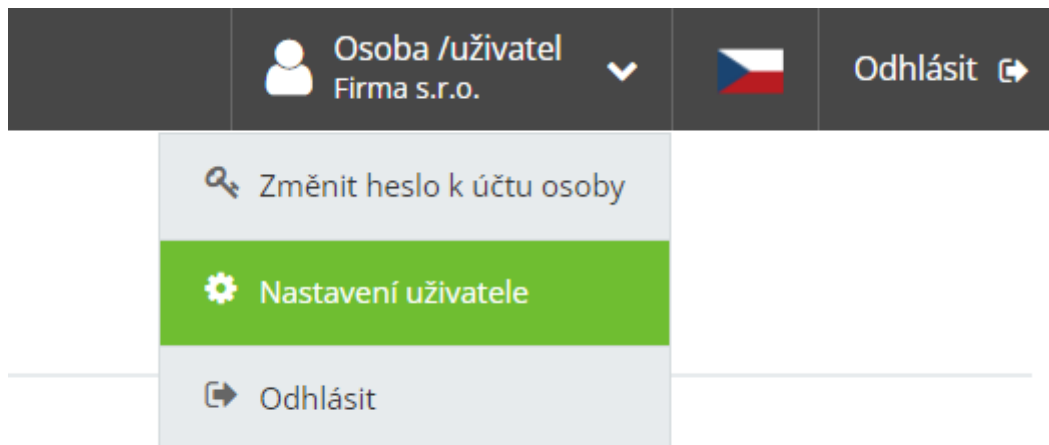 Osoba /uživatel
Firma s.r.o.
Odhlásit
Změnit heslo k účtu osoby
Nastavení uživatele
Odhlásit